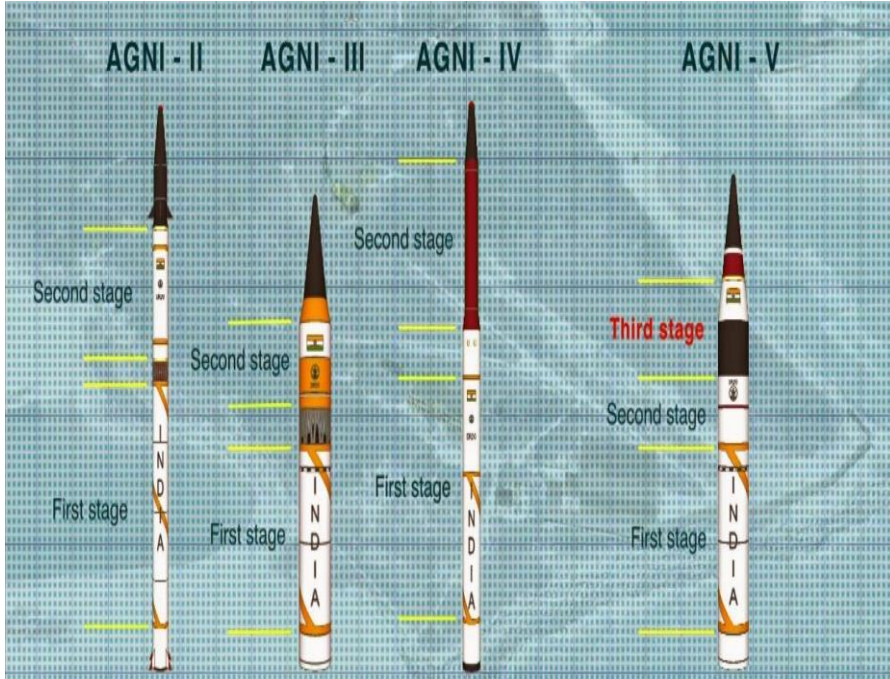 AGNI - II
AGNI - III
AGNI - IV
AGNI - V
Second stage
First stage
INDIA
Second stage
First stage
INDIA
Second stage
First stage
INDIA
Third stage
Second stage
First stage
INDIA